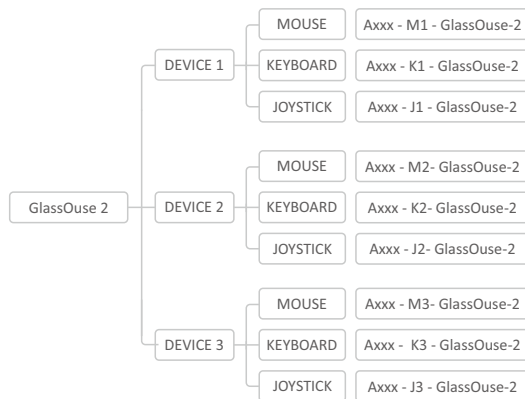 MOUSE
Axxx - M1 - GlassOuse-2
DEVICE 1
KEYBOARD
Axxx - K1 - GlassOuse-2
JOYSTICK
Axxx - J1 - GlassOuse-2
MOUSE
Axxx - M2- GlassOuse-2
GlassOuse 2
DEVICE 2
KEYBOARD
Axxx - K2- GlassOuse-2
JOYSTICK
Axxx - J2- GlassOuse-2
MOUSE
Axxx - M3- GlassOuse-2
DEVICE 3
KEYBOARD
Axxx -  K3 - GlassOuse-2
JOYSTICK
Axxx - J3 - GlassOuse-2